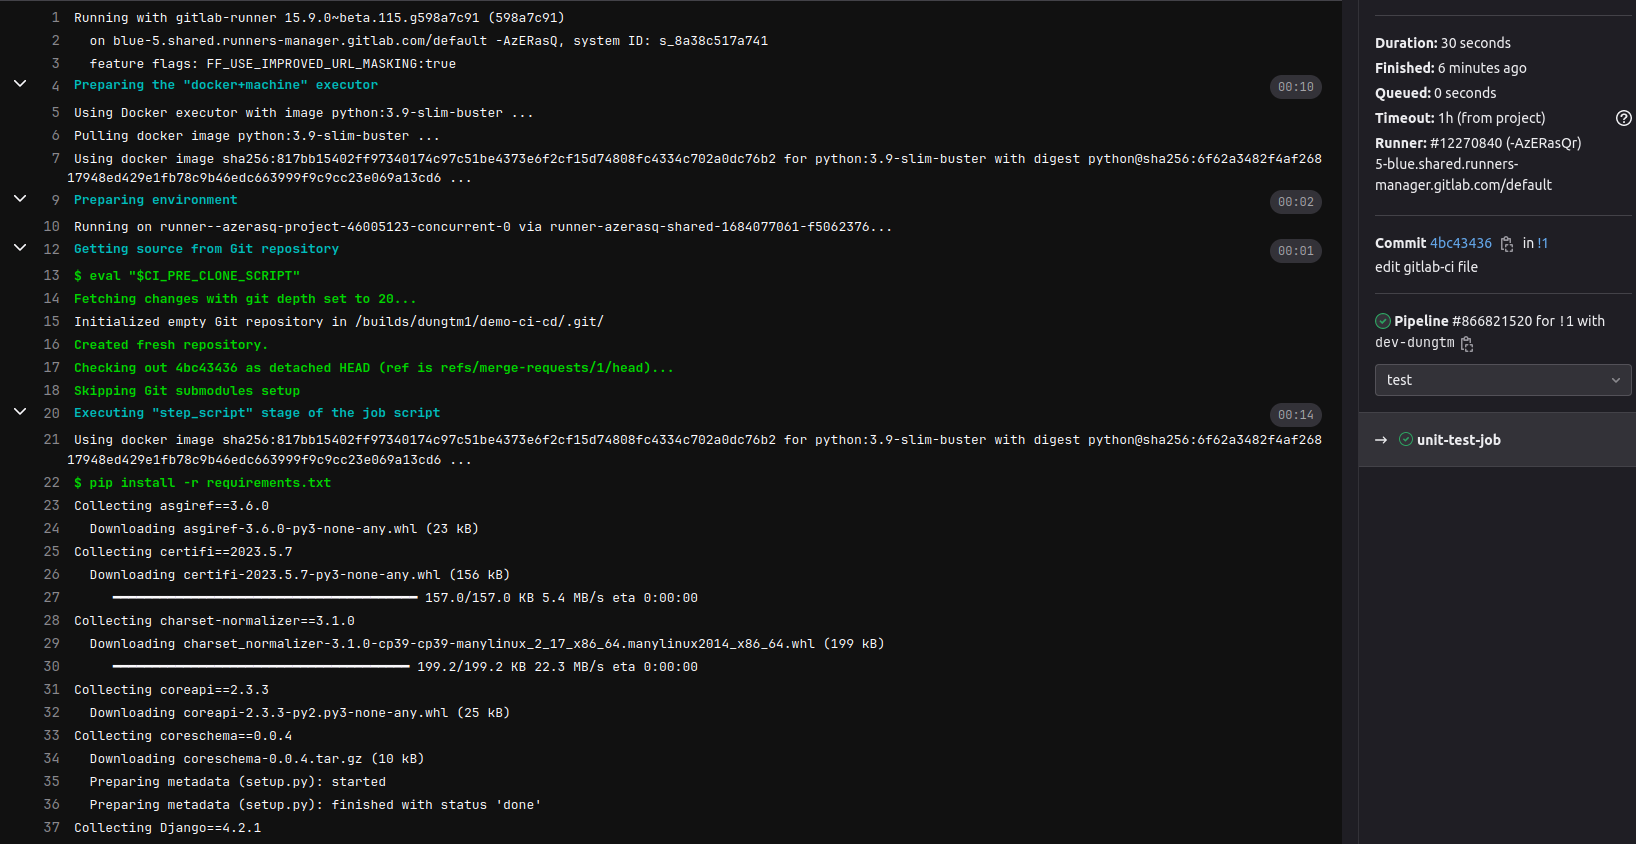 1 Running with gitlab-runner 15.9.0~beta.115.g598a7c91 (598a7c91)
2 on blue-5.shared.runners-manager.gitlab.com/default -AzERasQ, system ID: s_8a38c517a741
3 feature flags: FF_USE_IMPROVED_URL_MASKING:true
4 Preparing the "docker+machine" executor 00:10
5 Using Docker executor with image python:3.9-slim-buster ...
6 Pulling docker image python:3.9-slim-buster ...
7 Using docker image sha256:817bb15402ff97340174c97c51be4373e6f2cf15d74808fc4334c702a0dc76b2 for python:3.9-slim-buster with digest python@sha256:6f62a3482f4af268
17948ed429e1fb78c9b46edc663999f9c9cc23e069a13cd6 ...
9 Preparing environment 00:02
10 Running on runner--azerasq-project-46005123-concurrent-0 via runner-azerasq-shared-1684077061-f5062376...
12 Getting source from Git repository 00:01
13 $ eval "$CI_PRE_CLONE_SCRIPT"
14 Fetching changes with git depth set to 20...
15 Initialized empty Git repository in /builds/dungtm1/demo-ci-cd/.git/
16 Created fresh repository.
17 Checking out 4bc43436 as detached HEAD (ref is refs/merge-requests/1/head)...
18 Skipping Git submodules setup
20 Executing "step_script" stage of the job script 00:14
21 Using docker image sha256:817bb15402ff97340174c97c51be4373e6f2cf15d74808fc4334c702a0dc76b2 for python:3.9-slim-buster with digest python@sha256:6f62a3482f4af268
17948ed429e1fb78c9b46edc663999f9c9cc23e069a13cd6 ...
22 $ pip install -r requirements.txt
23 Collecting asgiref==3.6.0
24 Downloading asgiref-3.6.0-py3-none-any.whl (23 kB)
25 Collecting certifi==2023.5.7
26 Downloading certifi-2023.5.7-py3-none-any.whl (156 kB)
27 157.0/157.0 KB 5.4 MB/s eta 0:00:00
28 Collecting charset-normalizer==3.1.0
29 Downloading charset_normalizer-3.1.0-cp39-cp39-manylinux_2_17_x86_64.manylinux2014_x86_64.whl (199 kB)
30 199.2/199.2 KB 22.3 MB/s eta 0:00:00
31 Collecting coreapi==2.3.3
32 Downloading coreapi-2.3.3-py2.py3-none-any.whl (25 kB)
33 Collecting coreschema==0.0.4
34 Downloading coreschema-0.0.4.tar.gz (10 kB)
35 Preparing metadata (setup.py): started
36 Preparing metadata (setup.py): finished with status 'done'
37 Collecting Django==4.2.1
Duration: 30 seconds
Finished: 6 minutes ago
Queued: 0 seconds
Timeout: 1h (from project)
Runner: #12270840 (-AzERasQr)
5-blue.shared.runners-
manager.gitlab.com/default
Commit 4bc43436 in !1
edit gitlab-ci file
Pipeline #866821520 for !1 with
dev-dungtm
test
→ unit-test-job